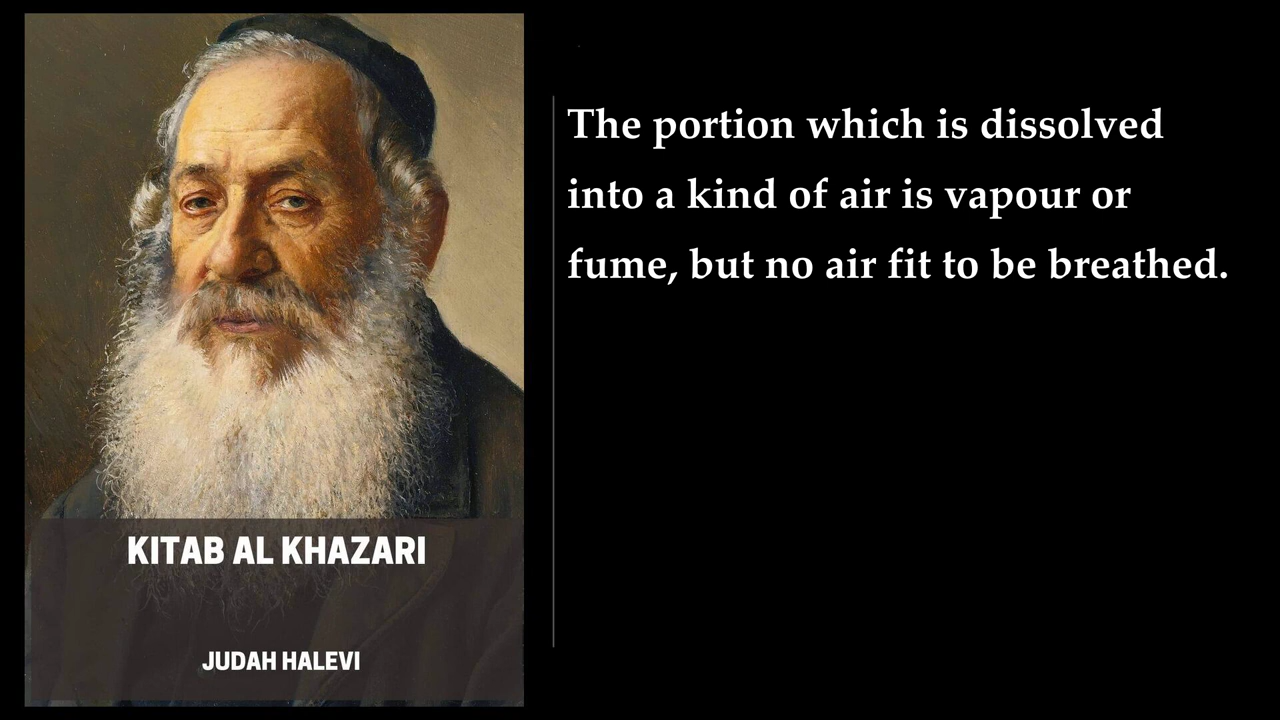 The portion which is dissolved
into a kind of air is vapour or
fume, but no air fit to be breathed.
KITAB AL KHAZARI
JUDAH HALEVI